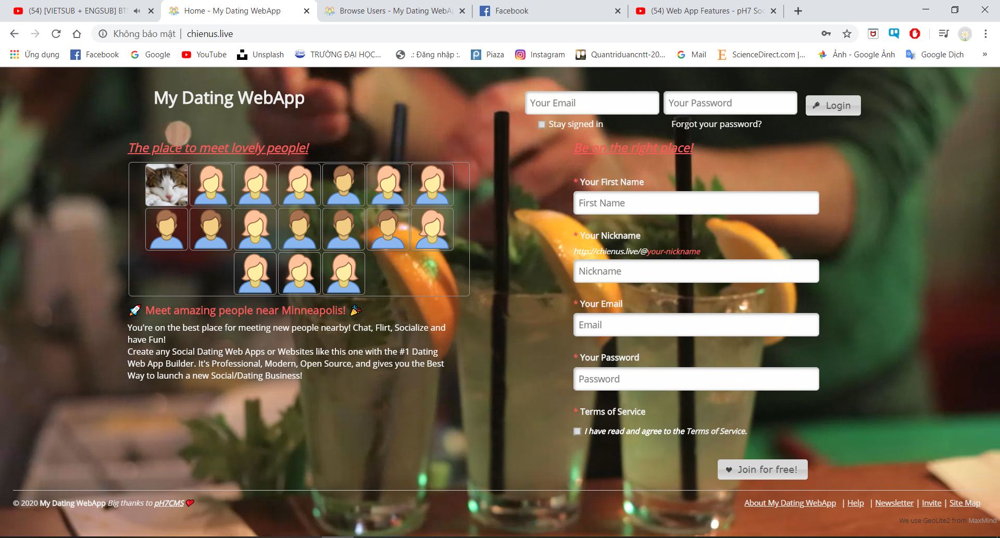 (54) [VIETSUB + ENGSUB] BT
Home - My Dating WebApp
Browse Users - My Dating WebA
Facebook
(54) Web App Features - pH7 So
Không bảo mật | chienus.live
Ứng dụng
Facebook
Google
YouTube
Unsplash
TRƯỜNG ĐẠI HỌC...
.: Đăng nhập :.
Piaza
Instagram
Quantriduancntt-20...
Mail
ScienceDirect.com |...
Ảnh - Google Ảnh
Google Dịch
»
My Dating WebApp
Your Email
Your Password
Login
Stay signed in
Forgot your password?
The place to meet lovely people!
🚀 Meet amazing people near Minneapolis! 🎉
You're on the best place for meeting new people nearby! Chat, Flirt, Socialize and
have Fun!
Create any Social Dating Web Apps or Websites like this one with the #1 Dating
Web App Builder. It's Professional, Modern, Open Source, and gives you the Best
Way to launch a new Social/Dating Business!
Be on the right place!
* Your First Name
First Name
* Your Nickname
http://chienus.live/@your-nickname
Nickname
* Your Email
Email
* Your Password
Password
* Terms of Service
I have read and agree to the Terms of Service.
Join for free!
© 2020 My Dating WebApp Big thanks to pH7CMS
About My Dating WebApp | Help | Newsletter | Invite | Site Map
We use GeoLite2 from MaxMind